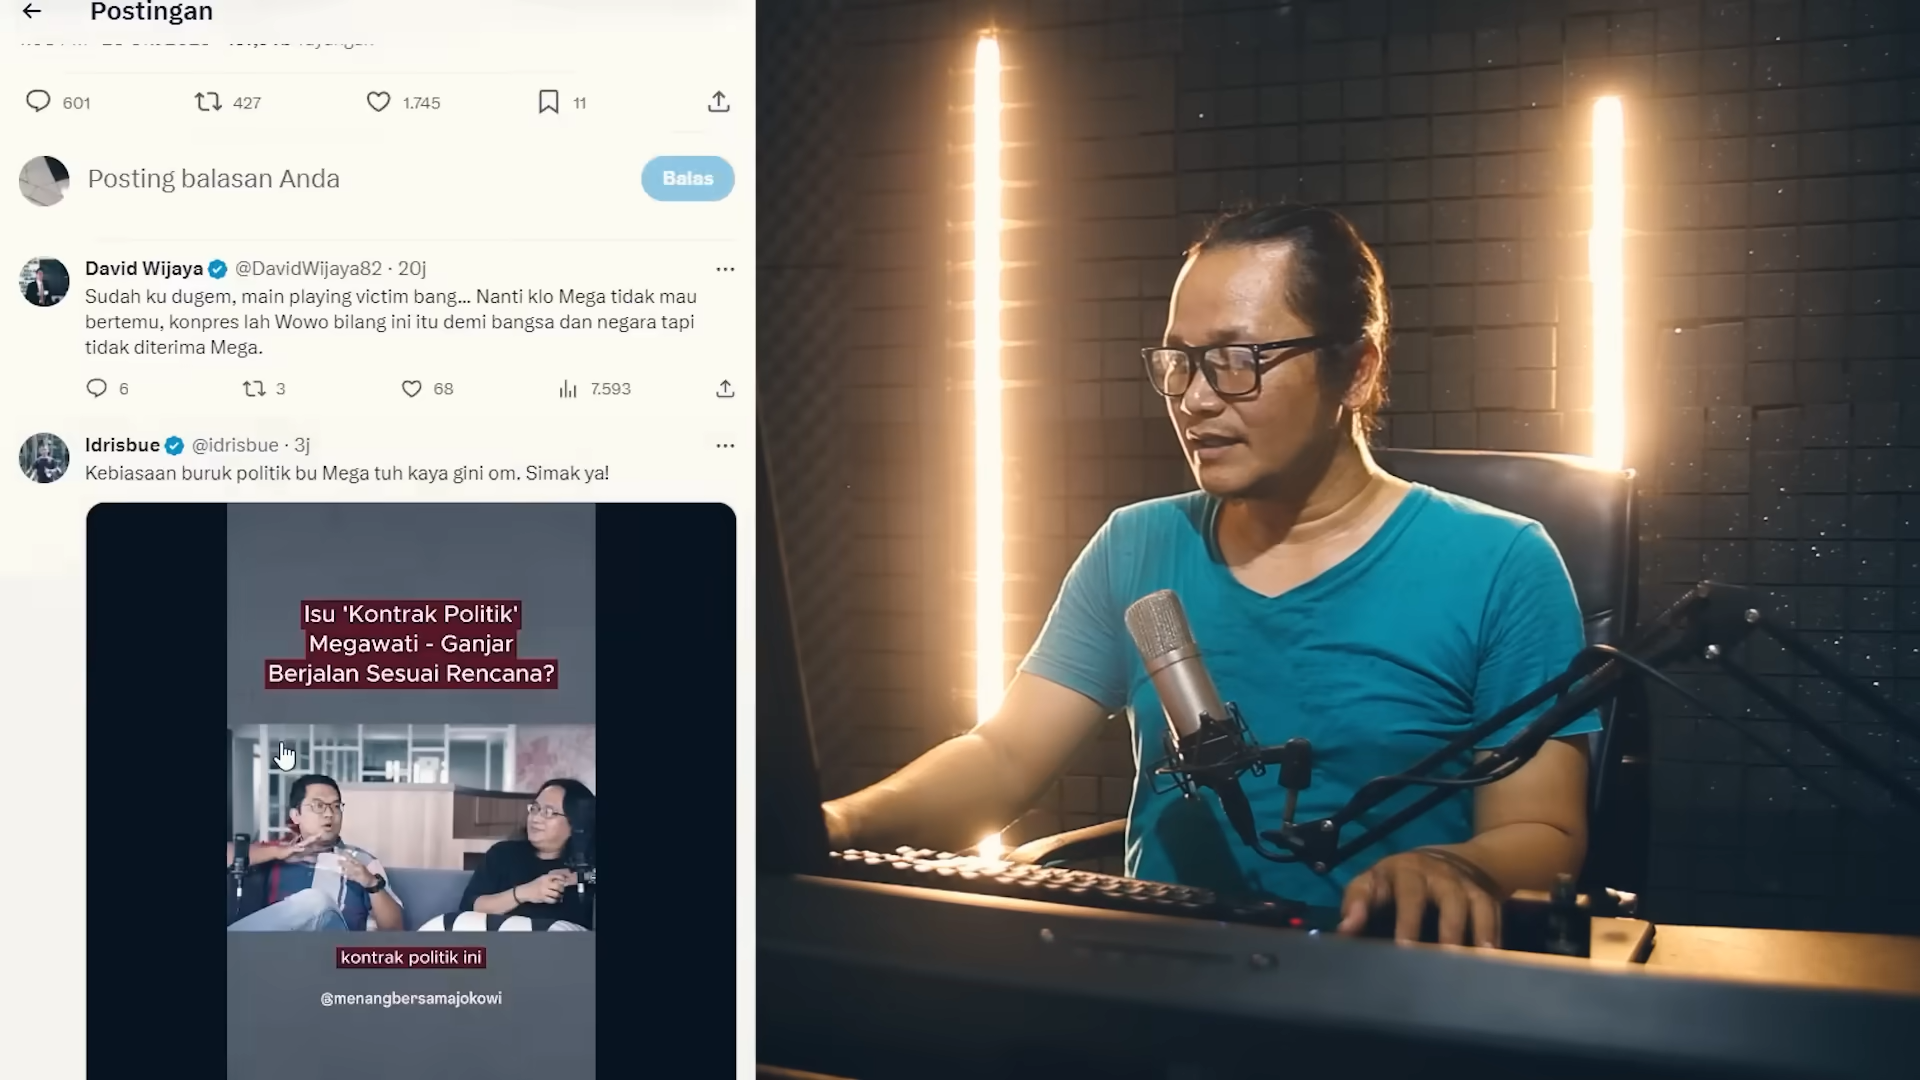 Postingan
601 427 1.745 11
Posting balasan Anda
Balas
David Wijaya @DavidWijaya82 · 20j
Sudah ku dugem, main playing victim bang... Nanti klo Mega tidak mau
bertemu, konpres lah Wowo bilang ini itu demi bangsa dan negara tapi
tidak diterima Mega.
6 3 68 7.593
Idrisbue @idrisbue · 3j
Kebiasaan buruk politik bu Mega tuh kaya gini om. Simak ya!
Isu 'Kontrak Politik'
Megawati - Ganjar
Berjalan Sesuai Rencana?
kontrak politik ini
@menangbersamajokowi